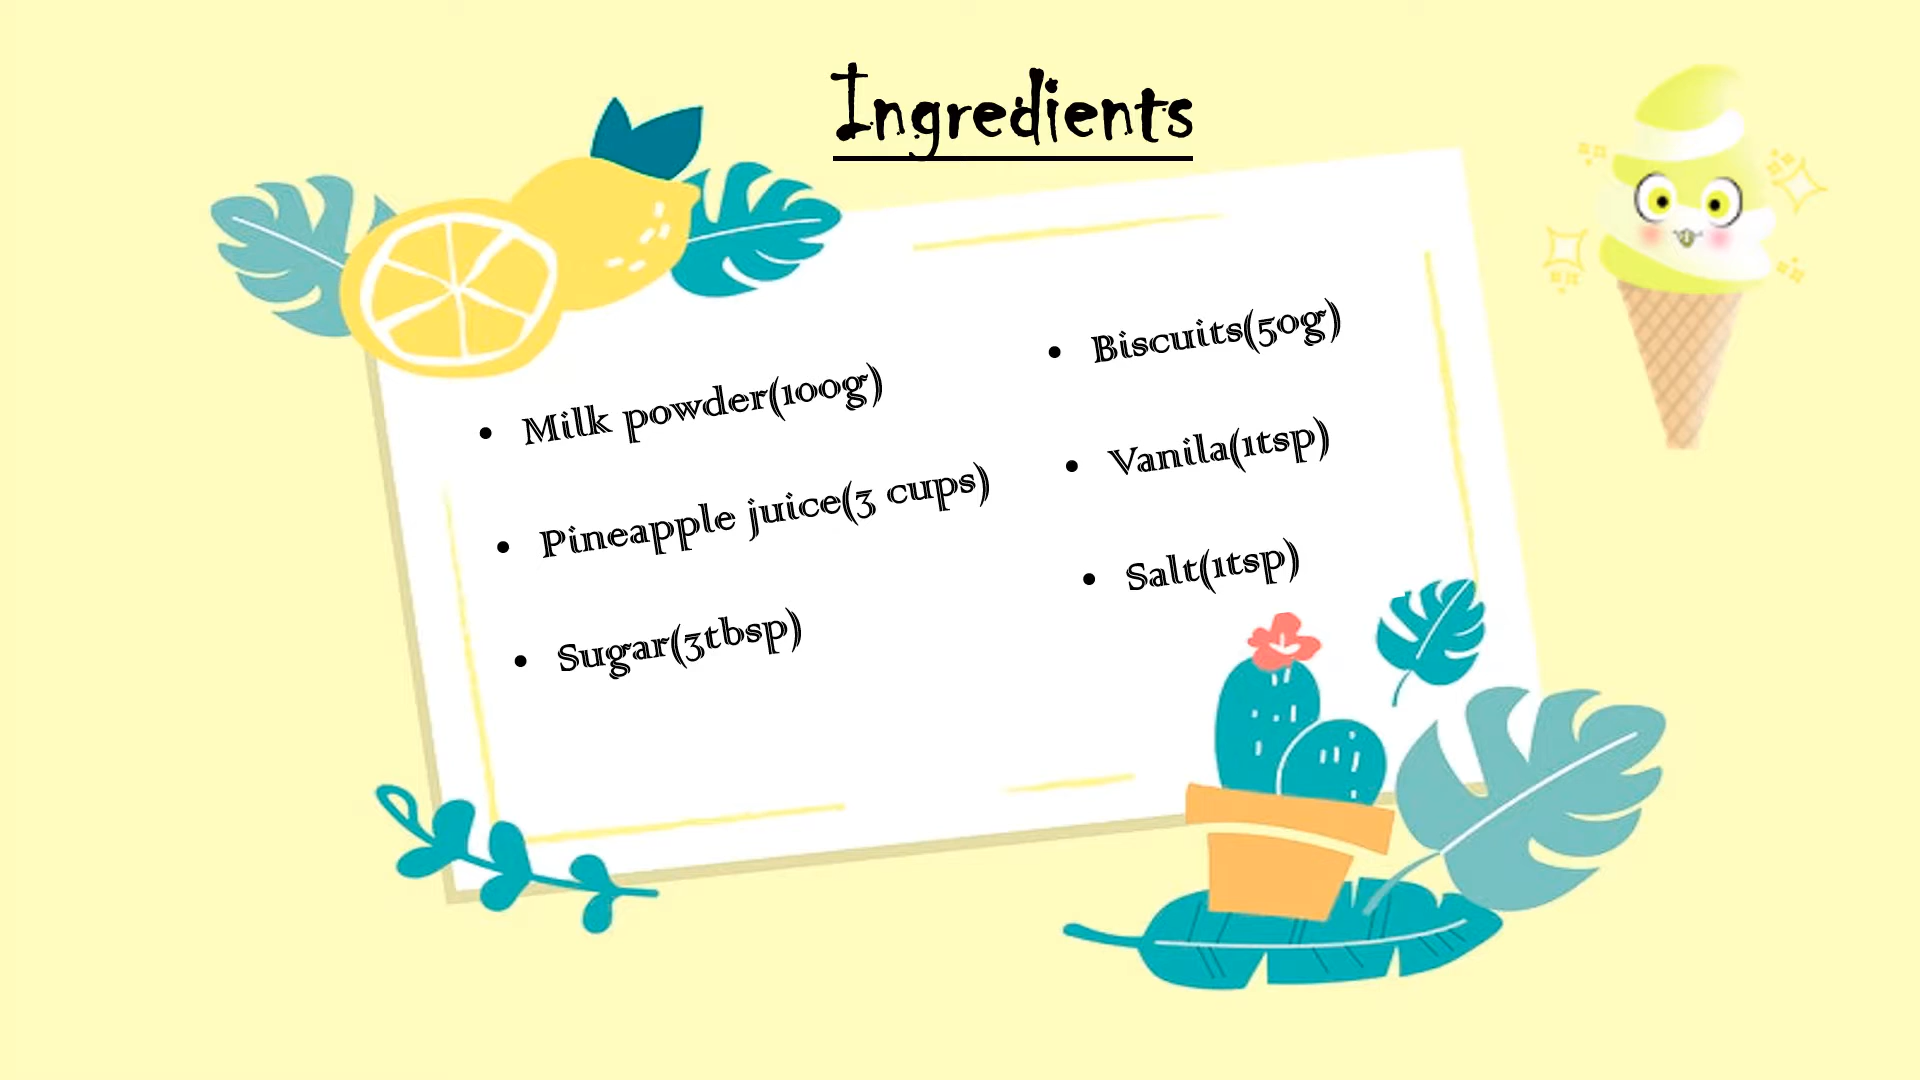 Ingredients
• Milk powder(100g)
• Pineapple juice(3 cups)
• Sugar(3tbsp)
• Biscuits(50g)
• Vanila(1tsp)
• Salt(1tsp)